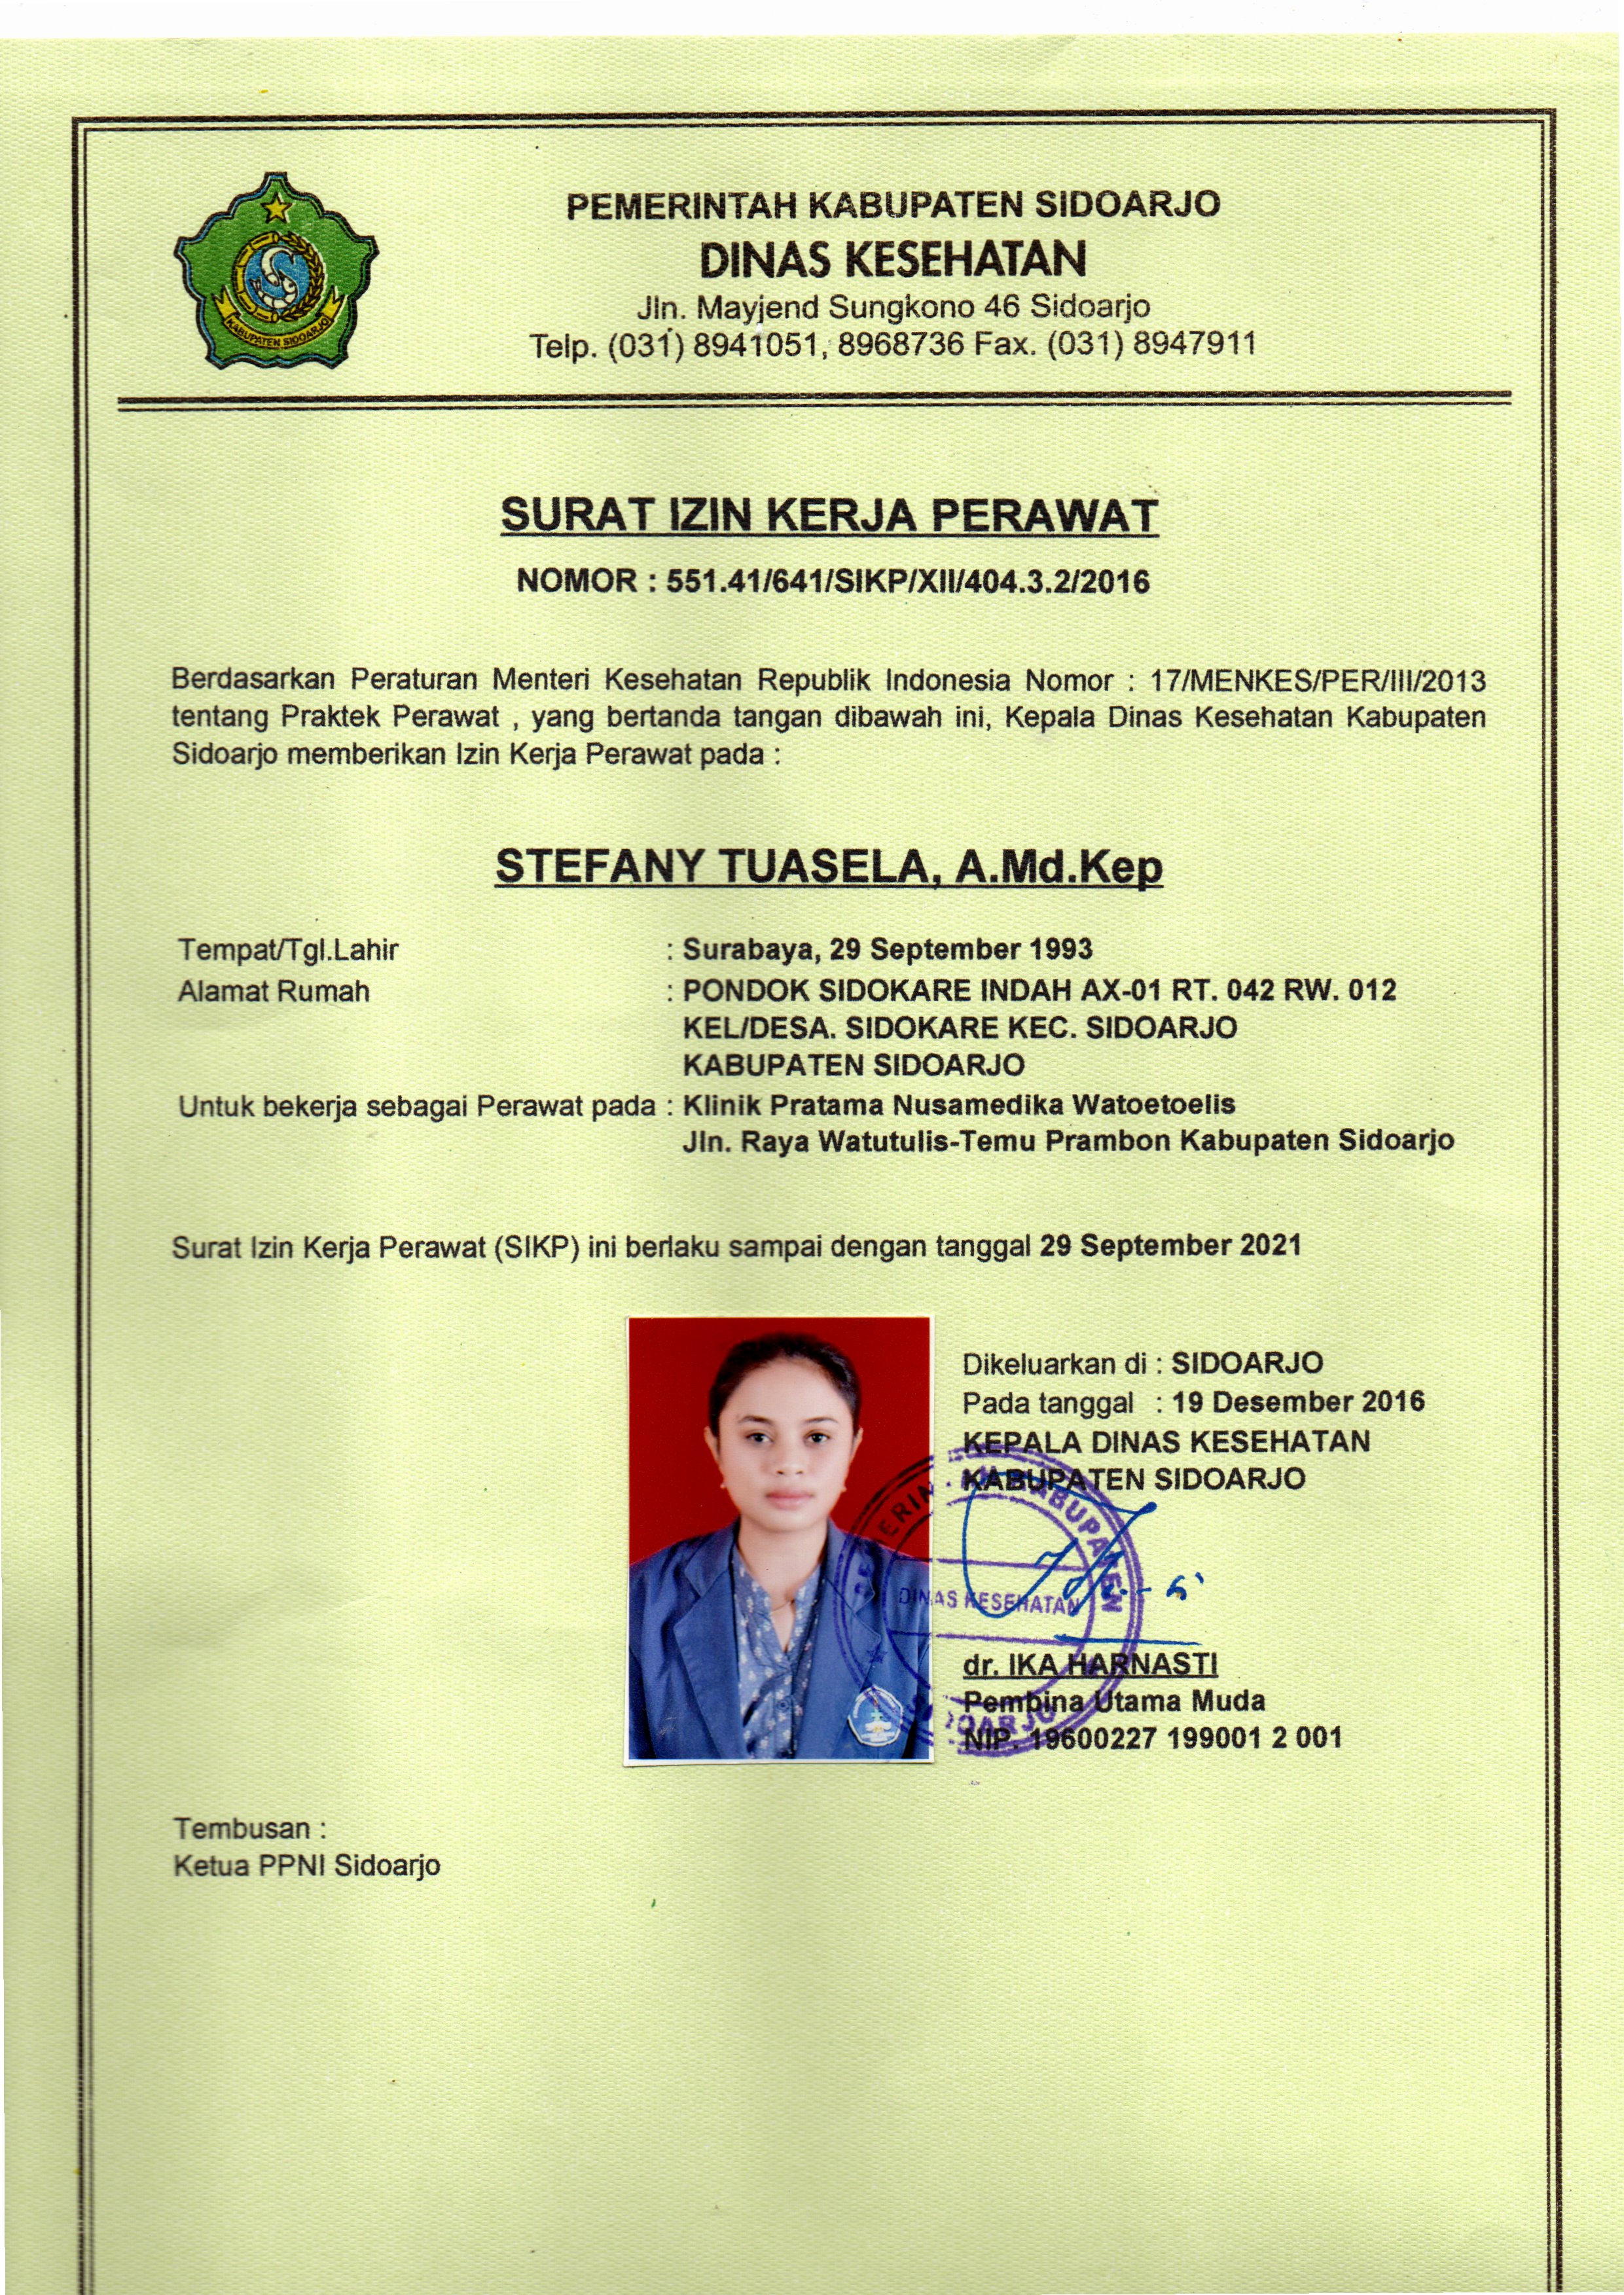 KABUPATEN SIDOARJO
PEMERINTAH KABUPATEN SIDOARJO
DINAS KESEHATAN
Jln. Mayjend Sungkono 46 Sidoarjo
Telp. (031) 8941051, 8968736 Fax. (031) 8947911
SURAT IZIN KERJA PERAWAT
NOMOR : 551.41/641/SIKP/XII/404.3.2/2016
Berdasarkan Peraturan Menteri Kesehatan Republik Indonesia Nomor : 17/MENKES/PER/III/2013
tentang Praktek Perawat , yang bertanda tangan dibawah ini, Kepala Dinas Kesehatan Kabupaten
Sidoarjo memberikan Izin Kerja Perawat pada :
STEFANY TUASELA, A.Md.Kep
Tempat/Tgl.Lahir : Surabaya, 29 September 1993
Alamat Rumah : PONDOK SIDOKARE INDAH AX-01 RT. 042 RW. 012
KEL/DESA. SIDOKARE KEC. SIDOARJO
KABUPATEN SIDOARJO
Untuk bekerja sebagai Perawat pada : Klinik Pratama Nusamedika Watoetoelis
Jln. Raya Watutulis-Temu Prambon Kabupaten Sidoarjo
Surat Izin Kerja Perawat (SIKP) ini berlaku sampai dengan tanggal 29 September 2021
Dikeluarkan di : SIDOARJO
Pada tanggal : 19 Desember 2016
KEPALA DINAS KESEHATAN
KABUPATEN SIDOARJO
DINAS KESEHATAN
dr. IKA HARNASTI
Pembina Utama Muda
NIP. 19600227 199001 2 001
Tembusan :
Ketua PPNI Sidoarjo